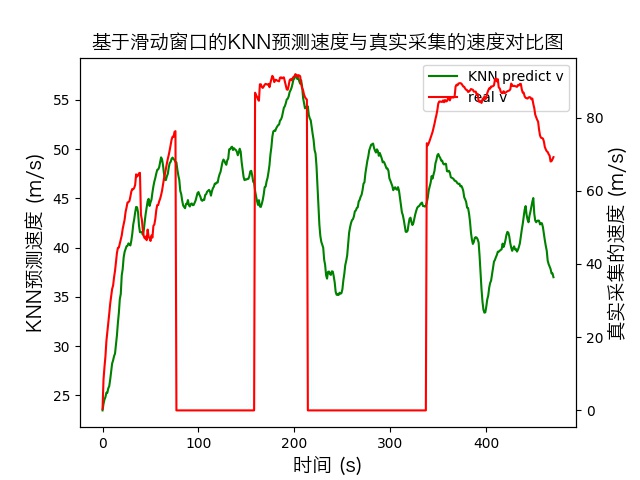 基于滑动窗口的KNN预测速度与真实采集的速度对比图
KNN predict v
real v
KNN预测速度 (m/s)
55
50
45
40
35
30
25
80
60
40
20
0
真实采集的速度 (m/s)
0 100 200 300 400
时间 (s)